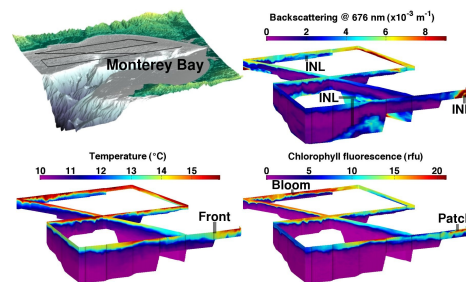 Monterey Bay
Backscattering @ 676 nm (x10⁻³ m⁻¹)
0 2 4 6 8
INL
INL
INL
Temperature (°C)
10 11 12 13 14 15
Front
Chlorophyll fluorescence (rfu)
0 5 10 15 20
Bloom
Patch